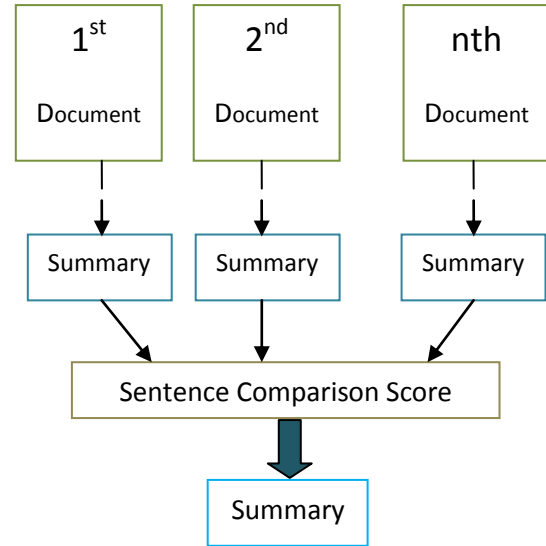 1st 2nd nth
Document Document Document
Summary Summary Summary
Sentence Comparison Score
Summary